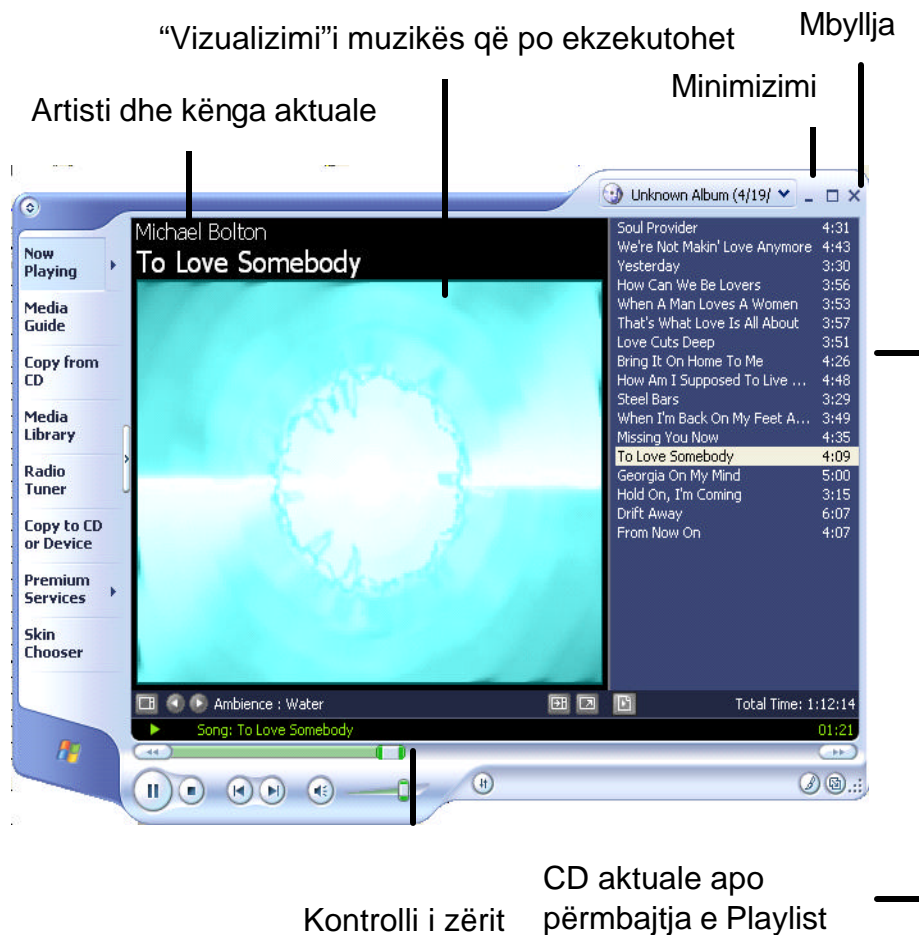 Mbyllja
“Vizualizimi”i muzikës që po ekzekutohet
Minimizimi
Artisti dhe kënga aktuale
Unknown Album (4/19/
Now
Playing
Media
Guide
Copy from
CD
Media
Library
Radio
Tuner
Copy to CD
or Device
Premium
Services
Skin
Chooser
Michael Bolton
To Love Somebody
Soul Provider 4:31
We're Not Makin' Love Anymore 4:43
Yesterday 3:30
How Can We Be Lovers 3:56
When A Man Loves A Women 3:53
That's What Love Is All About 3:57
Love Cuts Deep 3:51
Bring It On Home To Me 4:26
How Am I Supposed To Live ... 4:48
Steel Bars 3:29
When I'm Back On My Feet A... 3:49
Missing You Now 4:35
To Love Somebody 4:09
Georgia On My Mind 5:00
Hold On, I'm Coming 3:15
Drift Away 6:07
From Now On 4:07
Ambience : Water
Total Time: 1:12:14
Song: To Love Somebody 01:21
Kontrolli i zërit
CD aktuale apo
përmbajtja e Playlist